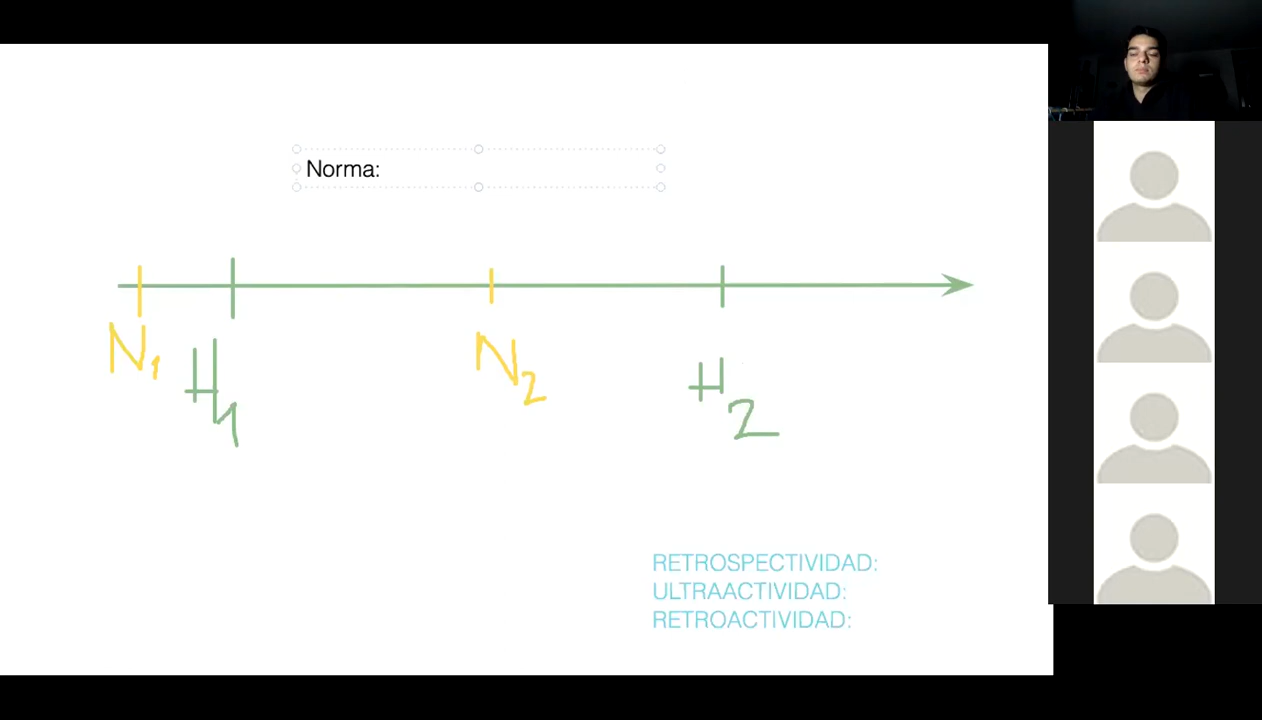 Norma:
N1 H1 N2 H2
RETROSPECTIVIDAD:
ULTRAACTIVIDAD:
RETROACTIVIDAD: